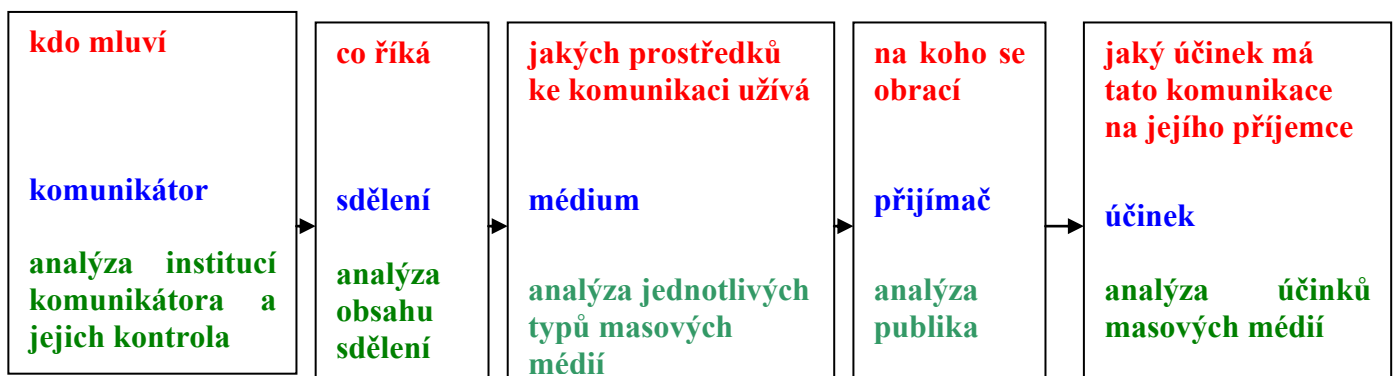 kdo mluví
komunikátor
analýza institucí
komunikátora a
jejich kontrola
co říká
sdělení
analýza
obsahu
sdělení
jakých prostředků
ke komunikaci užívá
médium
analýza jednotlivých
typů masových
médií
na koho se
obrací
přijímač
analýza
publika
jaký účinek má
tato komunikace
na jejího příjemce
účinek
analýza účinků
masových médií